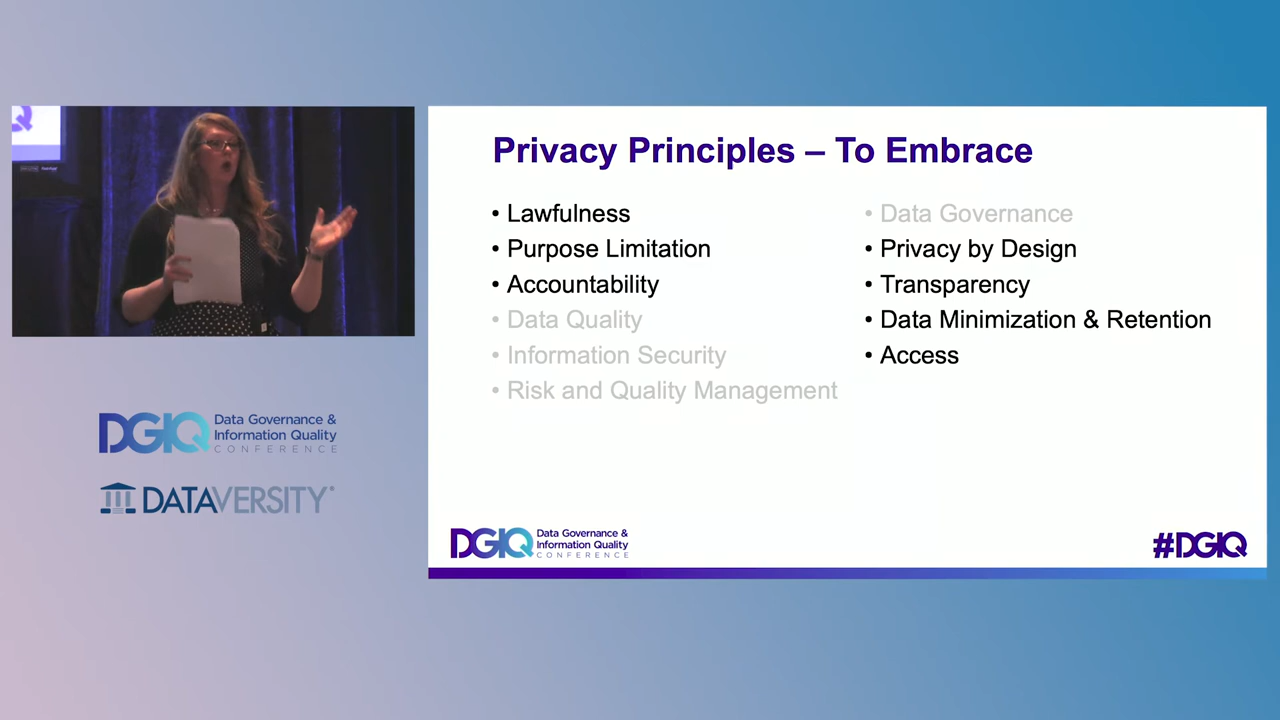 Privacy Principles – To Embrace
• Lawfulness
• Purpose Limitation
• Accountability
• Data Quality
• Information Security
• Risk and Quality Management
• Data Governance
• Privacy by Design
• Transparency
• Data Minimization & Retention
• Access
DGIQ Data Governance &
Information Quality
CONFERENCE
DATAVERSITY
DGIQ Data Governance &
Information Quality
CONFERENCE
#DGIQ